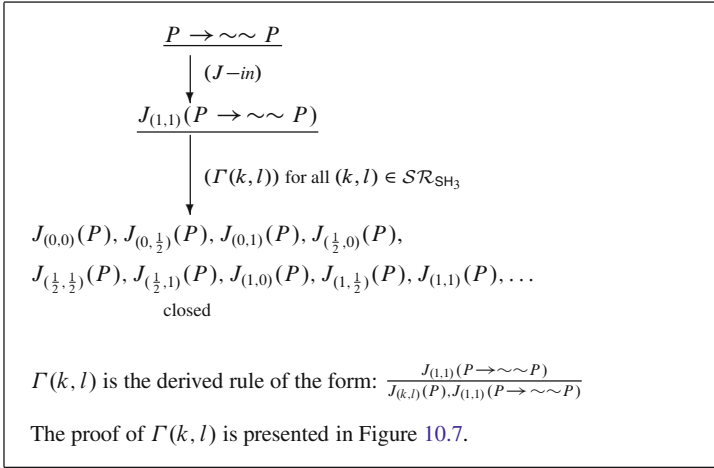 P → ∼∼ P
(J−in)
J(1,1)(P → ∼∼ P)
(Γ(k, l)) for all (k, l) ∈ 𝒮ℛSH3
J(0,0)(P), J(0,1/2)(P), J(0,1)(P), J(1/2,0)(P),
J(1/2,1/2)(P), J(1/2,1)(P), J(1,0)(P), J(1,1/2)(P), J(1,1)(P), . . .
closed
Γ(k, l) is the derived rule of the form: J(1,1)(P→∼∼P) / J(k,l)(P),J(1,1)(P→∼∼P)
The proof of Γ(k, l) is presented in Figure 10.7.